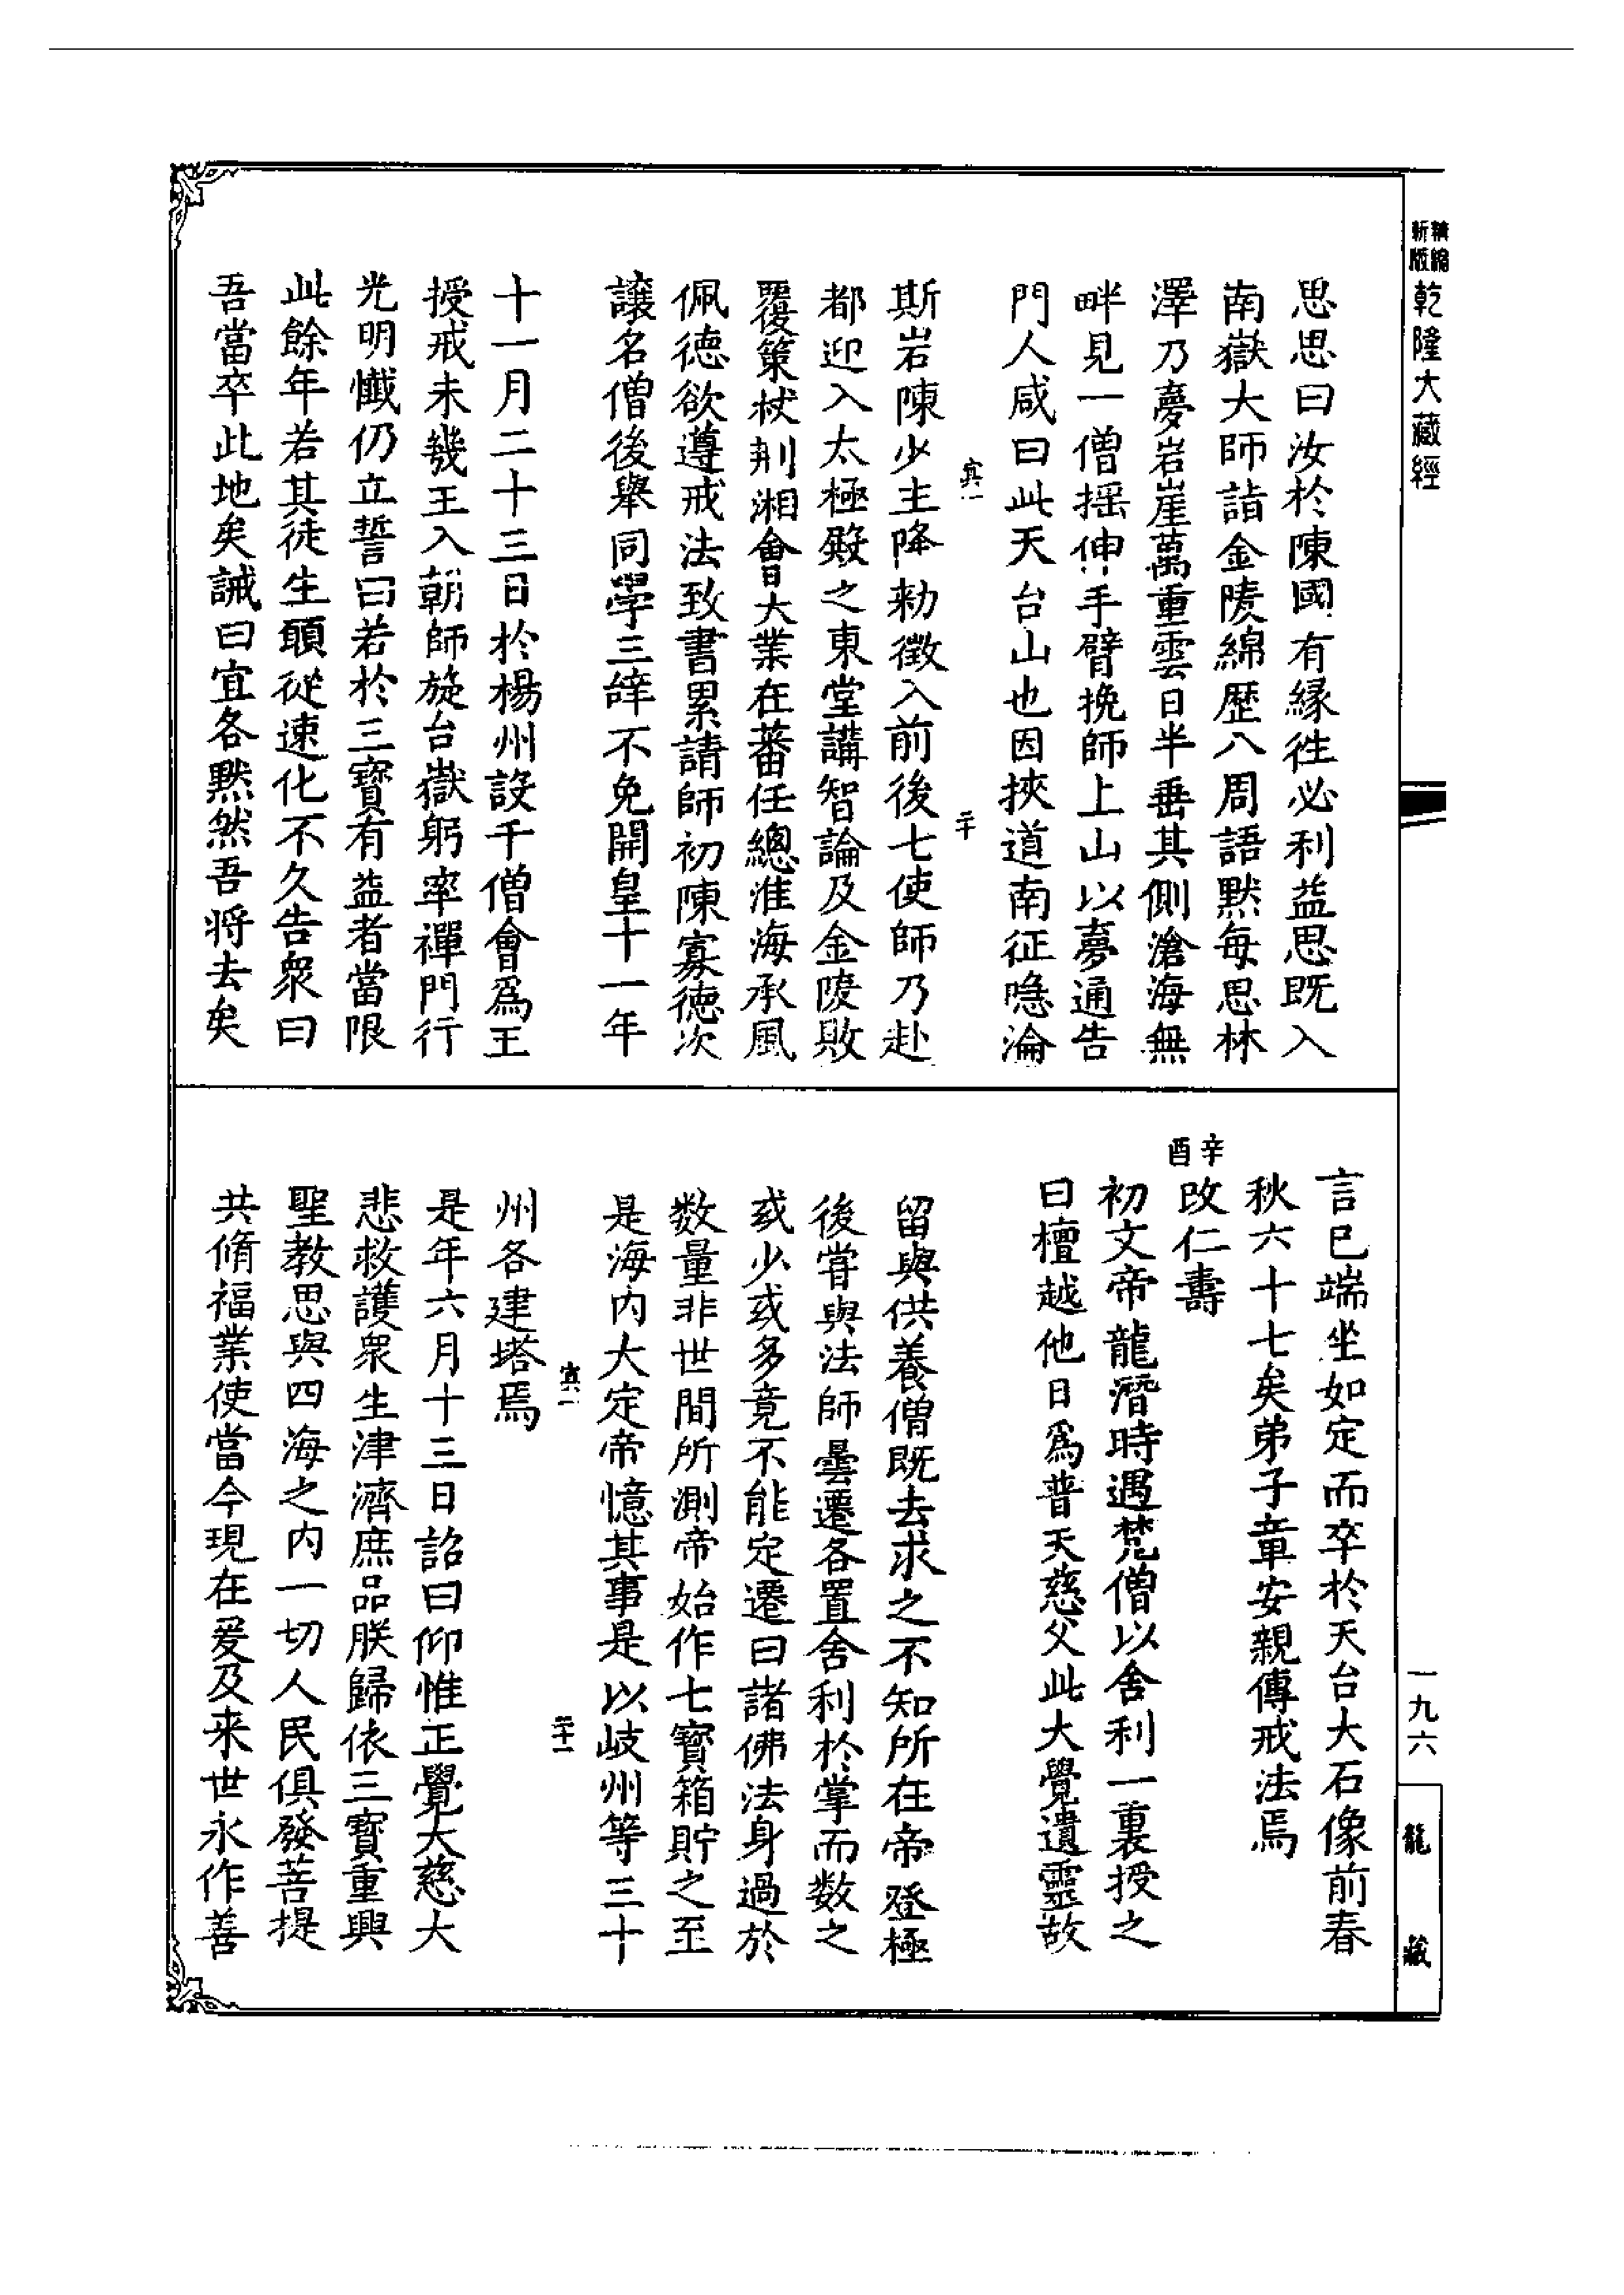 新版精編乾隆大藏經
思思曰汝於陳國有緣徃必利益思既入
南嶽大師詣金陵綿歷八周語默每思林
澤乃夢岩崖萬重雲日半垂其側滄海無
畔見一僧搖伸手臂挽師上山以夢通告
門人咸曰此天台山也因挾道南征隱淪
斯岩陳少主降勑徵入前後七使師乃赴
都迎入太極殿之東堂講智論及金陵敗
覆策杖荆湘會大業在蕃任總淮海承風
佩德欲遵戒法致書累請師初陳寡德次
讓名僧後舉同學三辭不免開皇十一年
十一月二十三日於楊州設千僧會爲王
授戒未幾王入朝師旋台嶽躬率禪門行
光明懺仍立誓曰若於三寶有益者當限
此餘年若其徒生願從速化不久告衆曰
吾當卒此地矣誡曰宜各默然吾将去矣
言已端坐如定而卒於天台大石像前春
秋六十七矣弟子章安親傳戒法焉
辛酉
改仁壽
初文帝龍潛時遇梵僧以舍利一裹授之
曰檀越他日爲普天慈父此大覺遺靈故
留與供養僧既去求之不知所在帝登極
後嘗與法師曇遷各置舍利於掌而数之
或少或多竟不能定遷曰諸佛法身過於
数量非世間所測帝始作七寶箱貯之至
是海内大定帝憶其事是以岐州等三十
州各建塔焉
是年六月十三日詔曰仰惟正覺大慈大
悲救護衆生津濟庶品朕歸依三寶重興
聖教思與四海之内一切人民俱發菩提
共脩福業使當今現在爰及来世永作善
一九六
龍藏